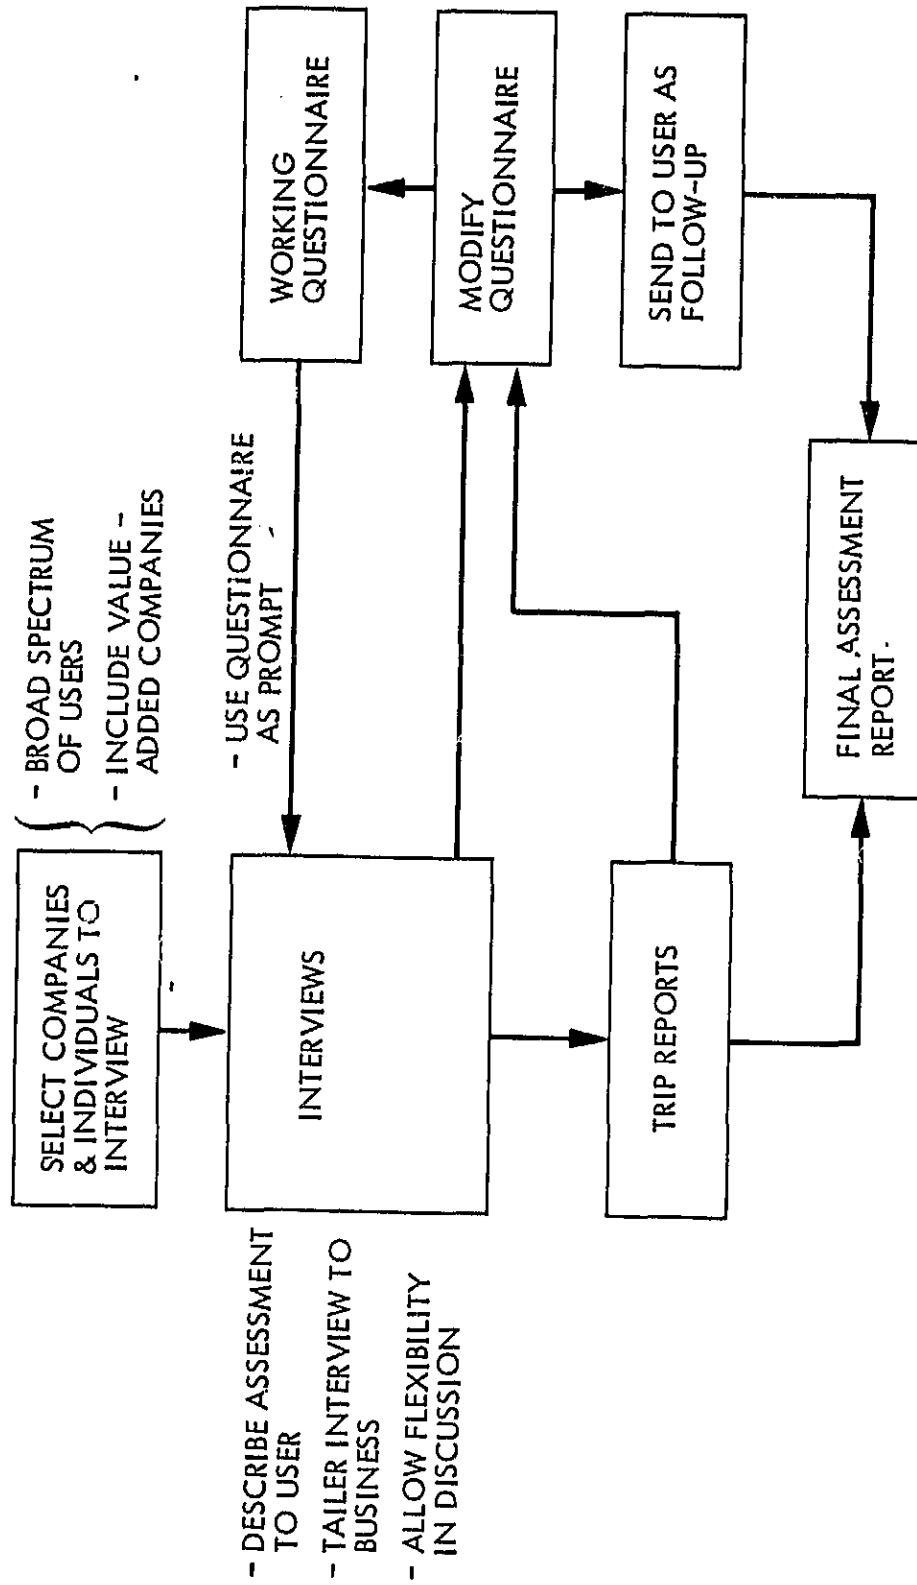 SELECT COMPANIES
& INDIVIDUALS TO
INTERVIEW
- BROAD SPECTRUM
OF USERS
- INCLUDE VALUE -
ADDED COMPANIES
- DESCRIBE ASSESSMENT
TO USER
- TAILER INTERVIEW TO
BUSINESS
- ALLOW FLEXIBILITY
IN DISCUSSION
INTERVIEWS
- USE QUESTIONNAIRE
AS PROMPT
WORKING
QUESTIONNAIRE
MODIFY
QUESTIONNAIRE
TRIP REPORTS
SEND TO USER AS
FOLLOW-UP
FINAL ASSESSMENT
REPORT